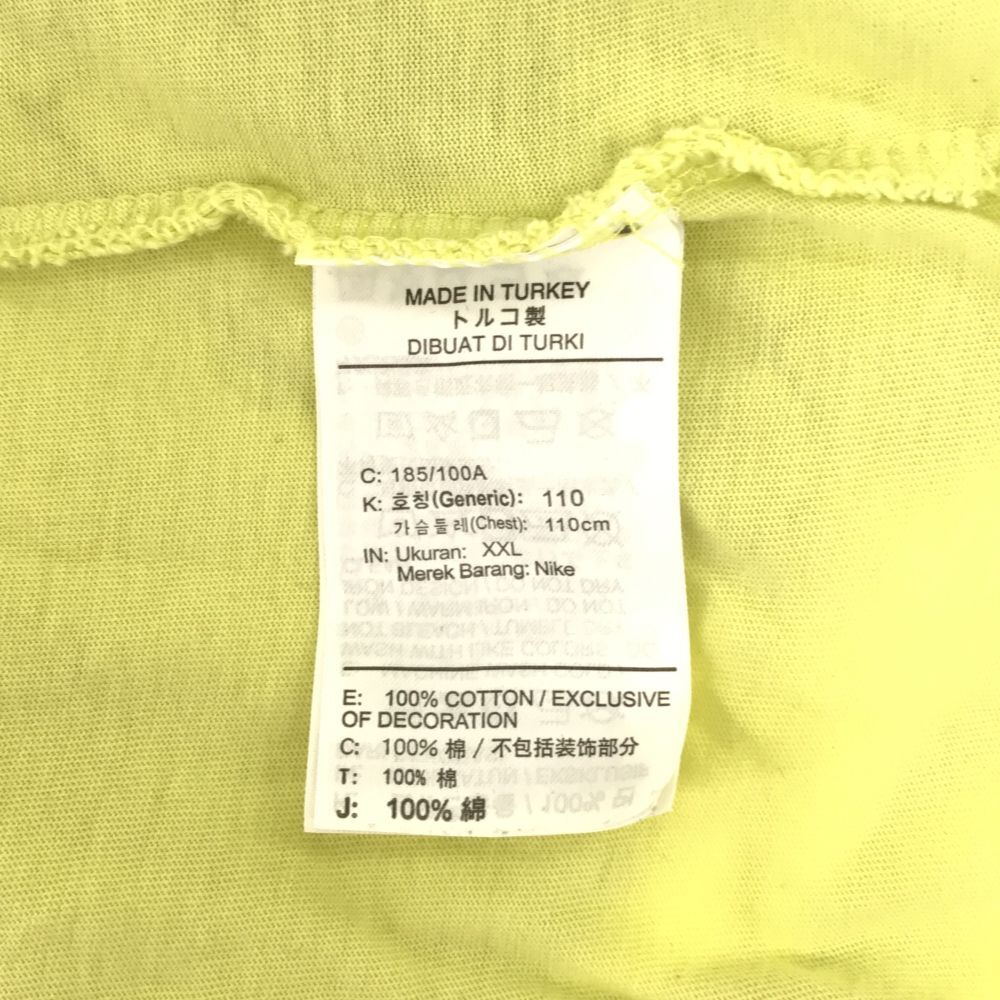 MADE IN TURKEY
トルコ製
DIBUAT DI TURKI
C: 185/100A
K: 호칭(Generic): 110
가슴둘레(Chest): 110cm
IN: Ukuran: XXL
Merek Barang: Nike
E: 100% COTTON / EXCLUSIVE
OF DECORATION
C: 100% 棉 / 不包括装饰部分
T: 100% 棉
J: 100% 綿